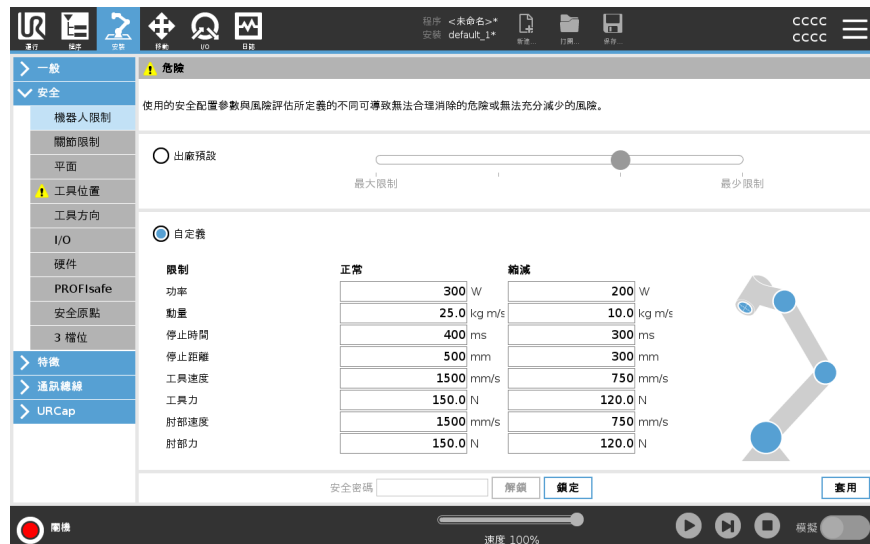 UR
程序 <未命名>*
安裝 default_1*
cccc
cccc
運行 程序 安裝 移動 I/O 日誌 新建... 打開... 保存...
一般
安全
機器人限制
關節限制
平面
工具位置
工具方向
I/O
硬件
PROFIsafe
安全原點
3 檔位
特徵
通訊總線
URCap
危險
使用的安全配置參數與風險評估所定義的不同可導致無法合理消除的危險或無法充分減少的風險。
出廠預設
最大限制 最少限制
自定義
限制 正常 縮減
功率 300 W 200 W
動量 25.0 kg m/s 10.0 kg m/s
停止時間 400 ms 300 ms
停止距離 500 mm 300 mm
工具速度 1500 mm/s 750 mm/s
工具力 150.0 N 120.0 N
肘部速度 1500 mm/s 750 mm/s
肘部力 150.0 N 120.0 N
安全密碼 解鎖 鎖定 套用
關機
速度 100%
模擬